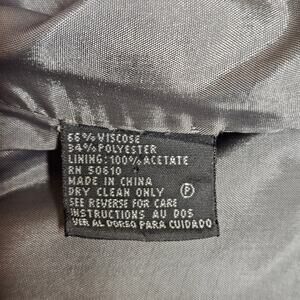 66% VISCOSE
34% POLYESTER
LINING: 100% ACETATE
RN 50610
MADE IN CHINA
DRY CLEAN ONLY Ⓟ
SEE REVERSE FOR CARE
INSTRUCTIONS AU DOS
VER AL DORSO PARA CUIDADO